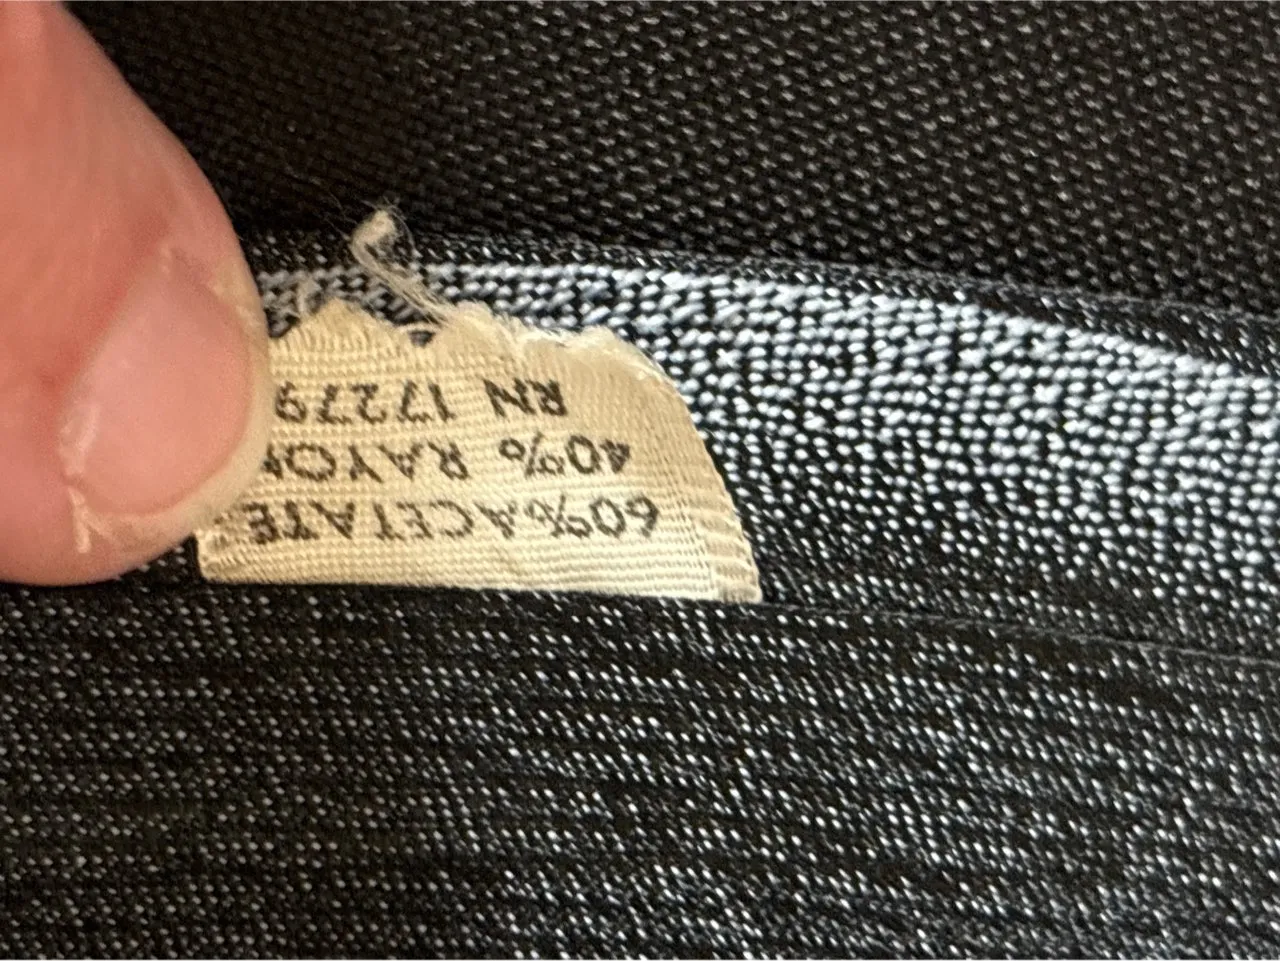 60% ACETATE
40% RAYON
RN 17279